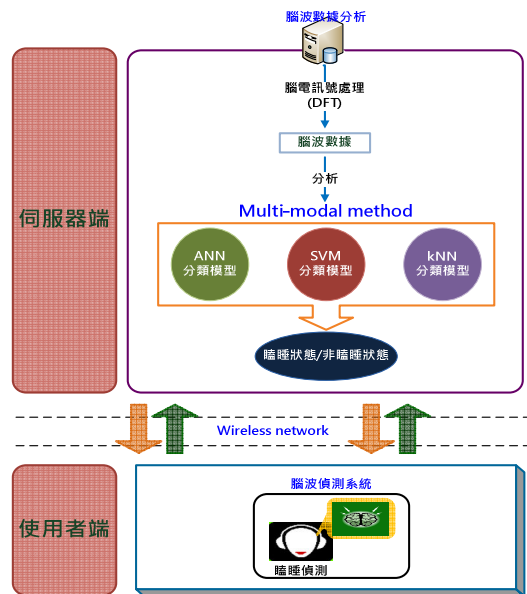 腦波數據分析
腦電訊號處理
(DFT)
腦波數據
分析
Multi-modal method
ANN
分類模型
SVM
分類模型
kNN
分類模型
瞌睡狀態/非瞌睡狀態
伺服器端
Wireless network
使用者端
腦波偵測系統
瞌睡偵測